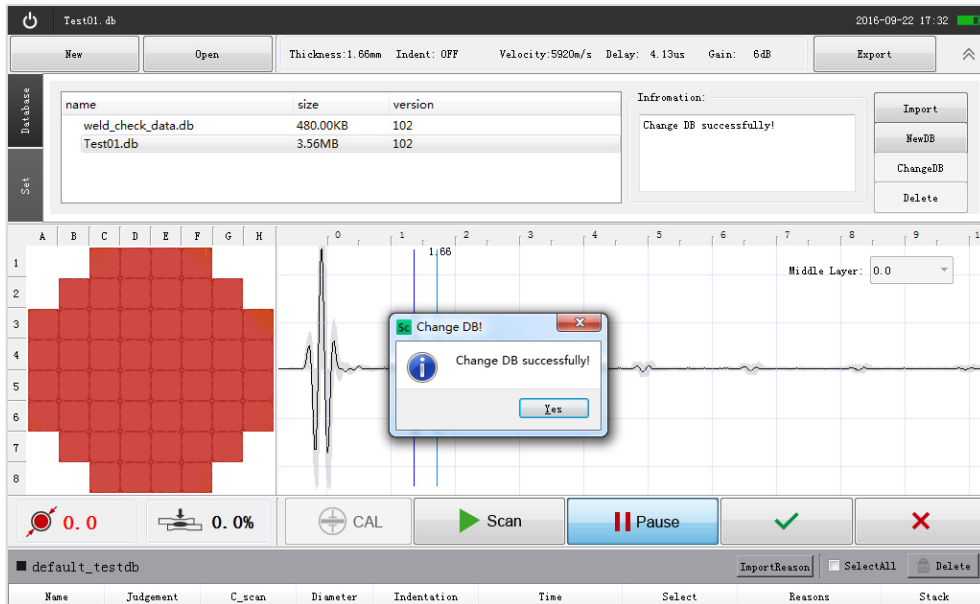 Test01.db 2016-09-22 17:32
New Open Thickness:1.66mm Indent: OFF Velocity:5920m/s Delay: 4.13us Gain: 6dB Export
Database
Set
name size version
weld_check_data.db 480.00KB 102
Test01.db 3.56MB 102
Infromation:
Change DB successfully!
Import
NewDB
ChangeDB
Delete
A B C D E F G H
1
2
3
4
5
6
7
8
0 1 2 3 4 5 6 7 8 9 1
1.66
Middle Layer: 0.0
Sc Change DB!
Change DB successfully!
Yes
0.0 0.0% CAL Scan Pause
default_testdb ImportReason SelectAll Delete
Name Judgement C_scan Diameter Indentation Time Select Reasons Stack